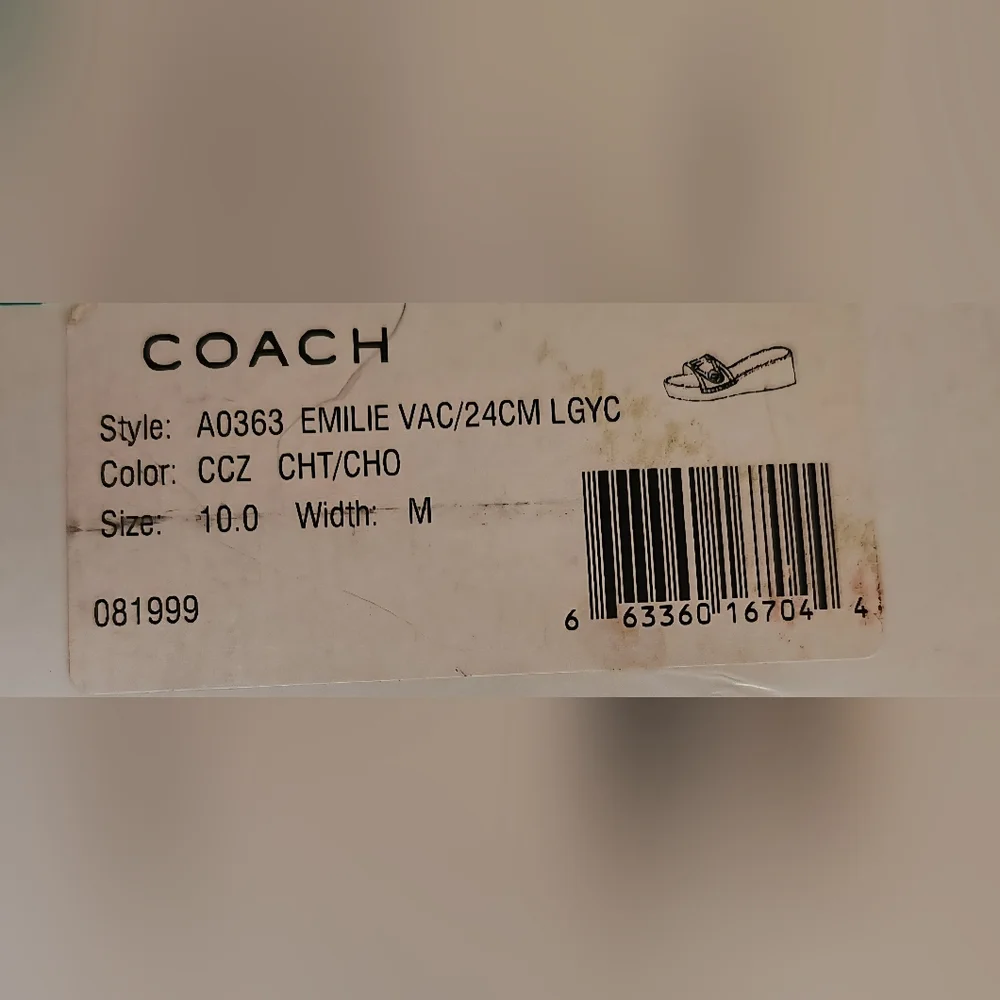 COACH
Style: A0363 EMILIE VAC/24CM LGYC
Color: CCZ CHT/CHO
Size: 10.0 Width: M
081999
6 63360 16704 4